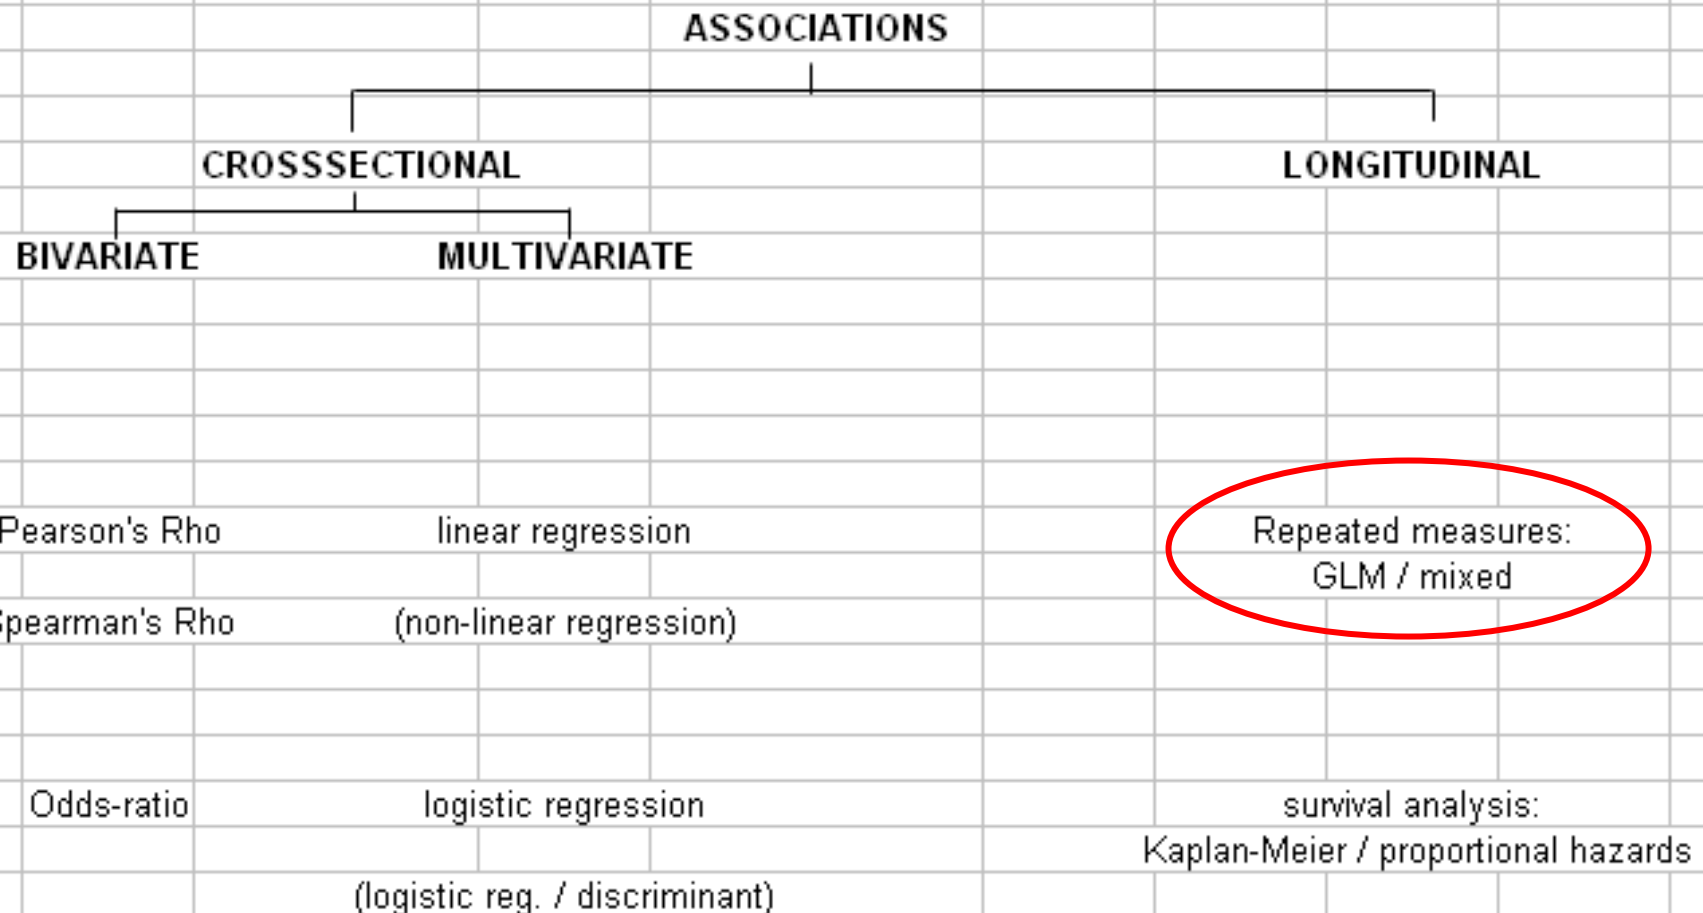 ASSOCIATIONS
CROSSSECTIONAL LONGITUDINAL
BIVARIATE MULTIVARIATE
Pearson's Rho linear regression Repeated measures:
GLM / mixed
Spearman's Rho (non-linear regression)
Odds-ratio logistic regression survival analysis:
Kaplan-Meier / proportional hazards
(logistic reg. / discriminant)